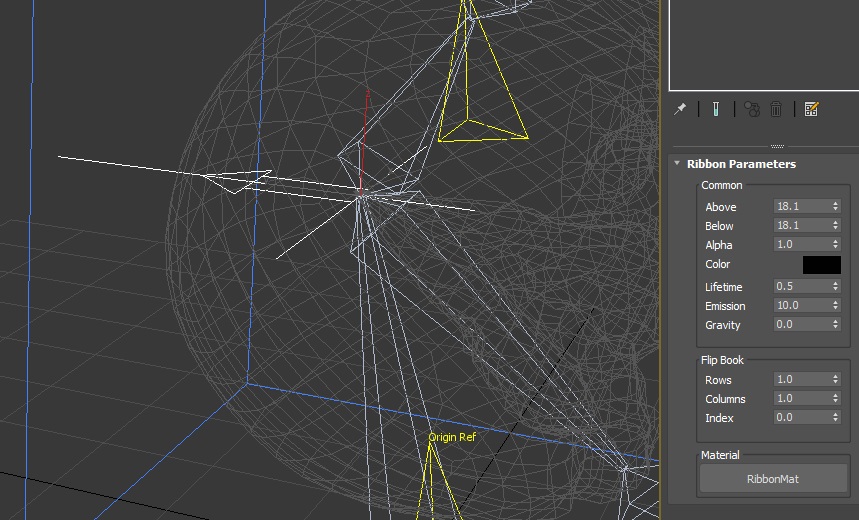 Ribbon Parameters
Common
Above 18.1
Below 18.1
Alpha 1.0
Color
Lifetime 0.5
Emission 10.0
Gravity 0.0
Flip Book
Rows 1.0
Columns 1.0
Index 0.0
Material
RibbonMat
Origin Ref